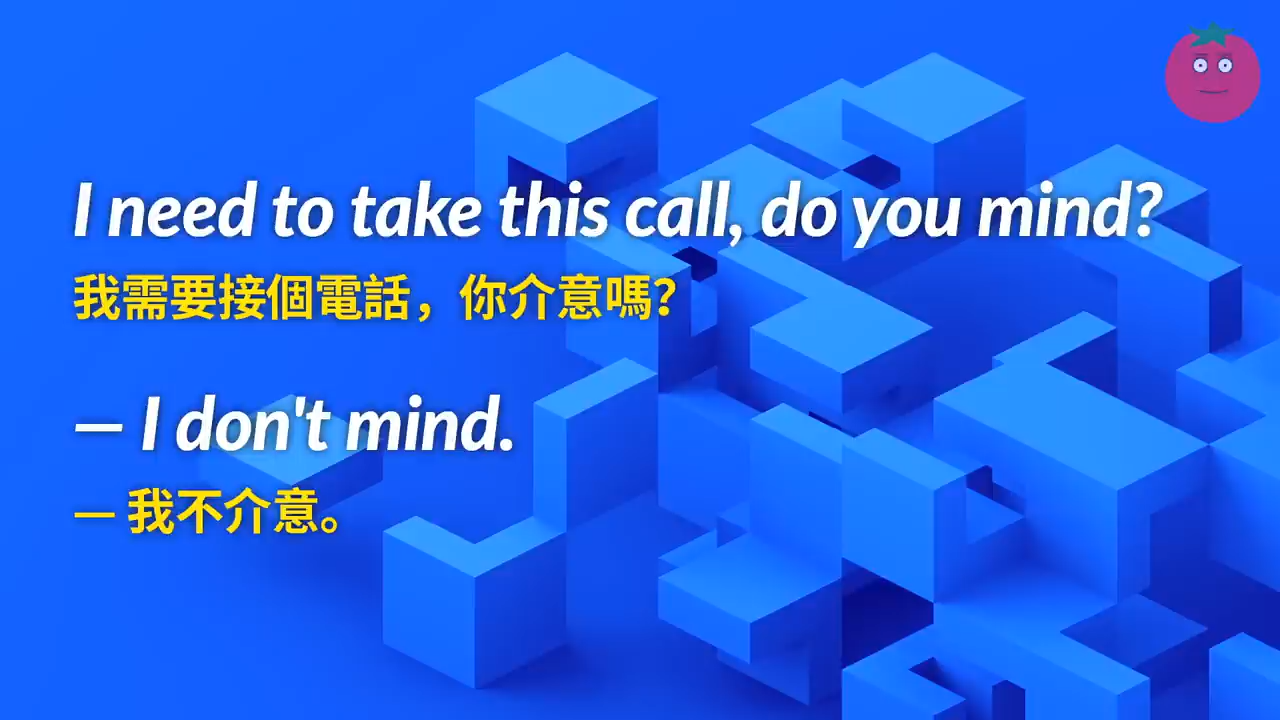 I need to take this call, do you mind?
我需要接個電話，你介意嗎？
— I don't mind.
— 我不介意。